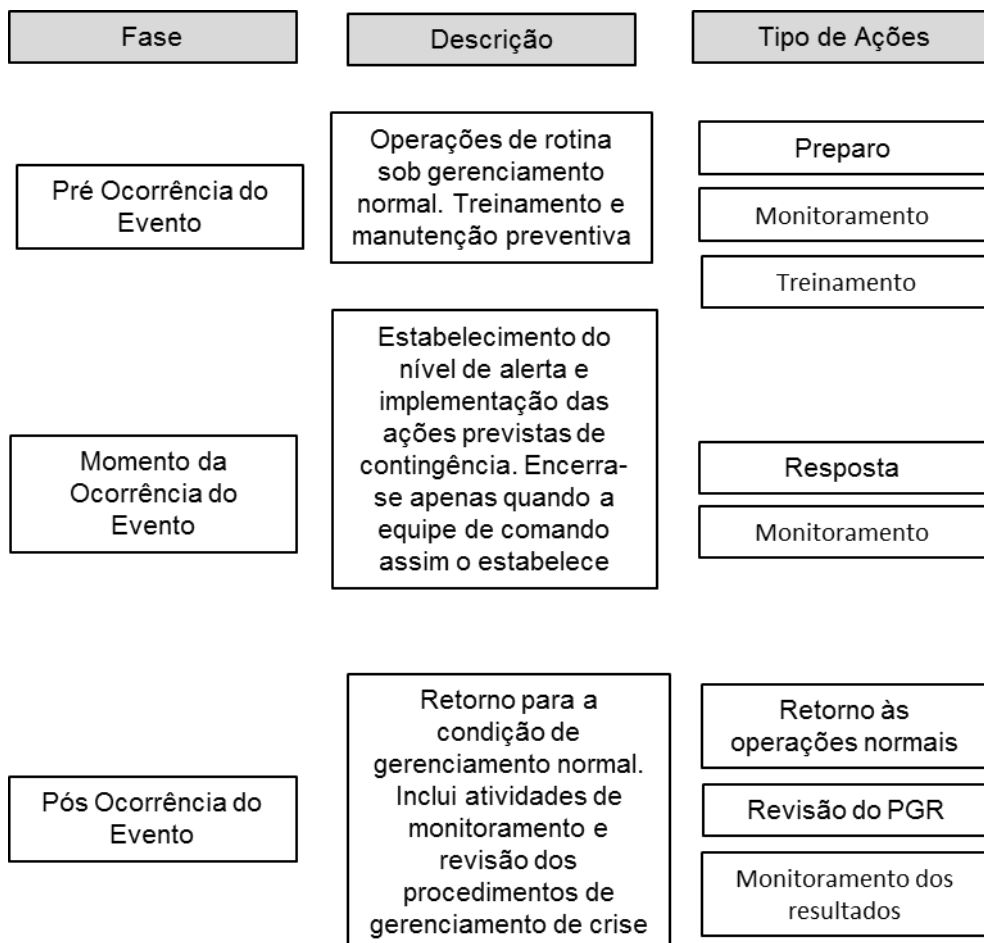 Fase
Descrição
Tipo de Ações
Pré Ocorrência do
Evento
Operações de rotina
sob gerenciamento
normal. Treinamento e
manutenção preventiva
Preparo
Monitoramento
Treinamento
Momento da
Ocorrência do
Evento
Estabelecimento do
nível de alerta e
implementação das
ações previstas de
contingência. Encerra-
se apenas quando a
equipe de comando
assim o estabelece
Resposta
Monitoramento
Pós Ocorrência do
Evento
Retorno para a
condição de
gerenciamento normal.
Inclui atividades de
monitoramento e
revisão dos
procedimentos de
gerenciamento de crise
Retorno às
operações normais
Revisão do PGR
Monitoramento dos
resultados